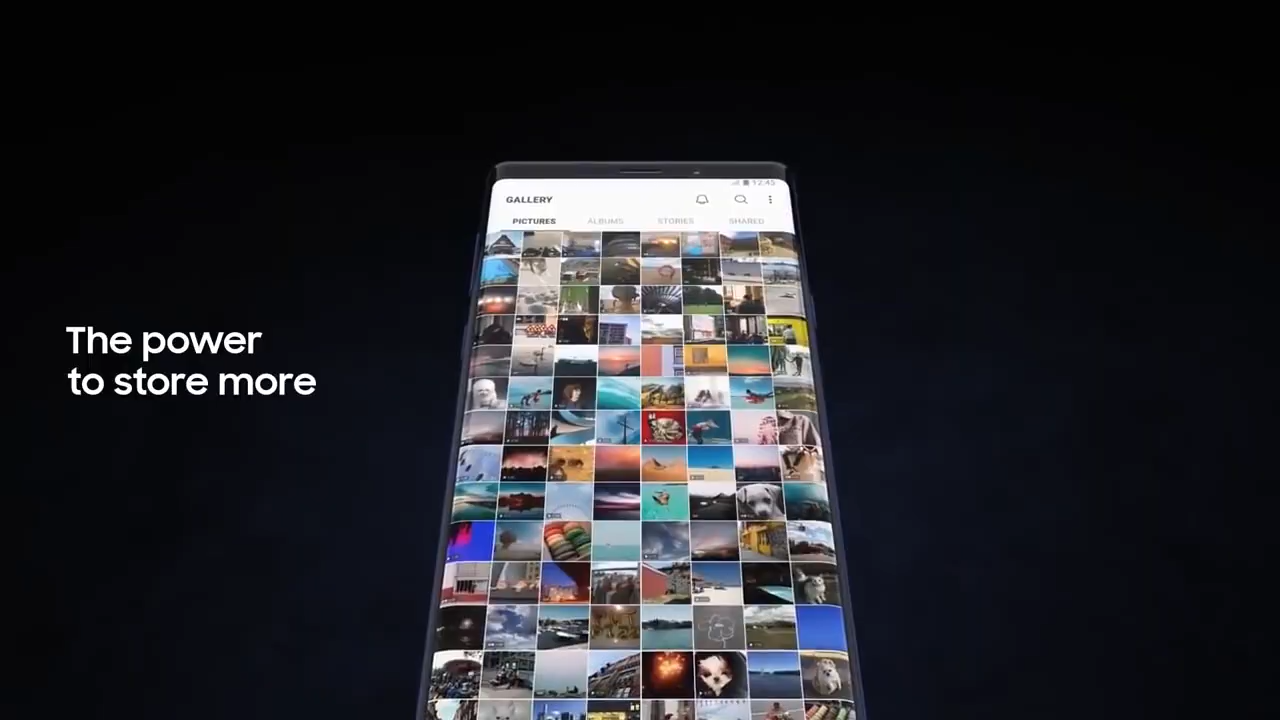 12:45
GALLERY
PICTURES ALBUMS STORIES SHARED
The power
to store more